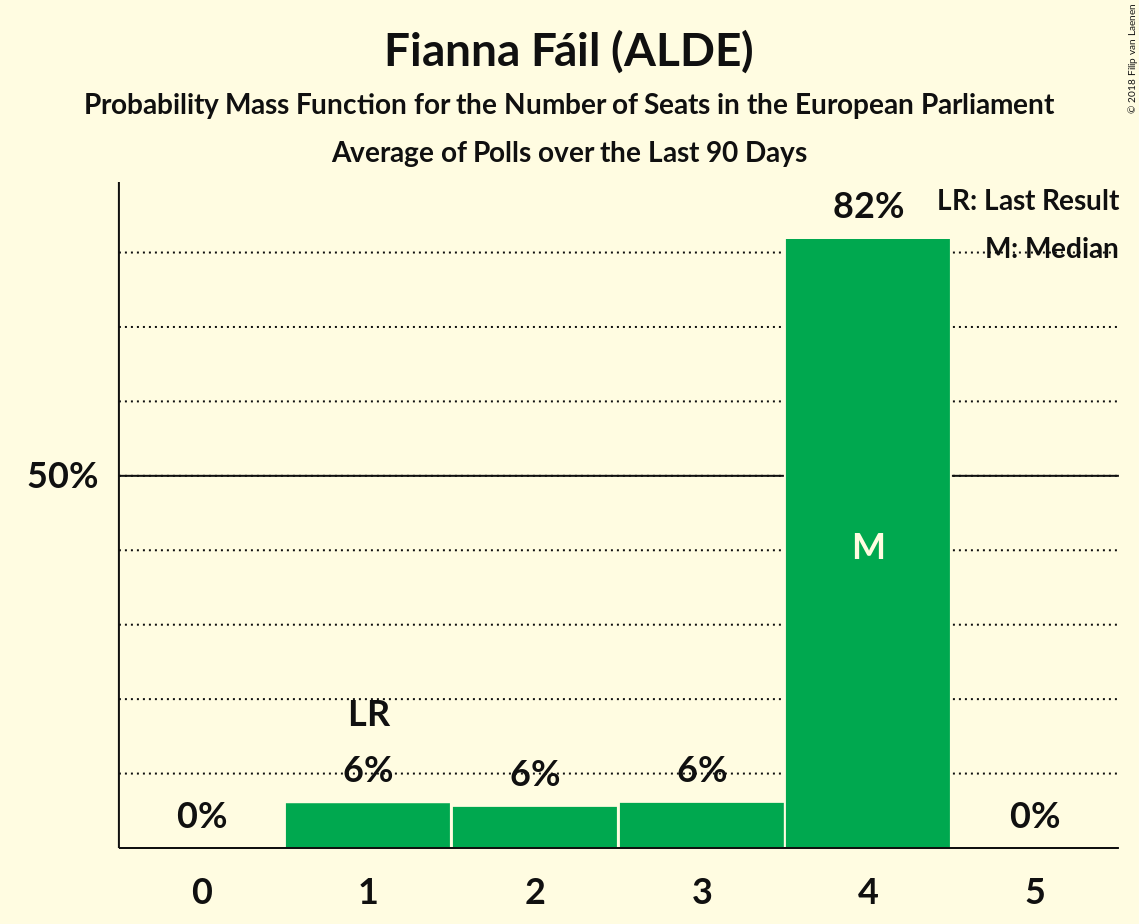 Fianna Fáil (ALDE)
Probability Mass Function for the Number of Seats in the European Parliament
Average of Polls over the Last 90 Days
© 2018 Filip van Laenen
LR: Last Result
M: Median
82%
50%
M
LR
0%
6%
6%
6%
0%
0
1
2
3
4
5